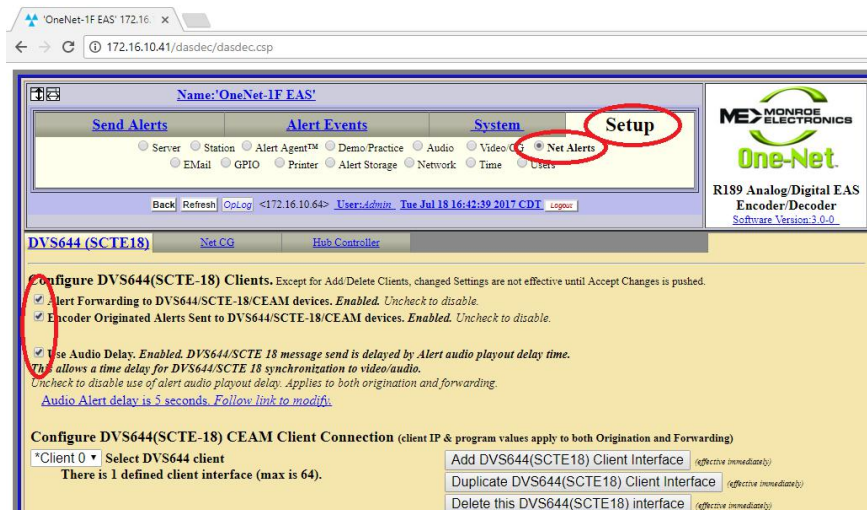 'OneNet-1F EAS' 172.16.
172.16.10.41/dasdec/dasdec.csp
Name:'OneNet-1F EAS'
Send Alerts Alert Events System Setup
Server Station Alert Agent™ Demo/Practice Audio Video/CG Net Alerts
EMail GPIO Printer Alert Storage Network Time Users
Back Refresh OpLog <172.16.10.64> User:Admin Tue Jul 18 16:42:39 2017 CDT Logout
MONROE
ELECTRONICS
One-Net
R189 Analog/Digital EAS
Encoder/Decoder
Software Version:3.0-0
DVS644 (SCTE18) Net CG Hub Controller
Configure DVS644(SCTE-18) Clients. Except for Add/Delete Clients, changed Settings are not effective until Accept Changes is pushed.
Alert Forwarding to DVS644/SCTE-18/CEAM devices. Enabled. Uncheck to disable.
Encoder Originated Alerts Sent to DVS644/SCTE-18/CEAM devices. Enabled. Uncheck to disable.
Use Audio Delay. Enabled. DVS644/SCTE 18 message send is delayed by Alert audio playout delay time.
This allows a time delay for DVS644/SCTE 18 synchronization to video/audio.
Uncheck to disable use of alert audio playout delay. Applies to both origination and forwarding.
Audio Alert delay is 5 seconds. Follow link to modify.
Configure DVS644(SCTE-18) CEAM Client Connection (client IP & program values apply to both Origination and Forwarding)
*Client 0 Select DVS644 client
There is 1 defined client interface (max is 64).
Add DVS644(SCTE18) Client Interface (effective immediately)
Duplicate DVS644(SCTE18) Client Interface (effective immediately)
Delete this DVS644(SCTE18) interface (effective immediately)